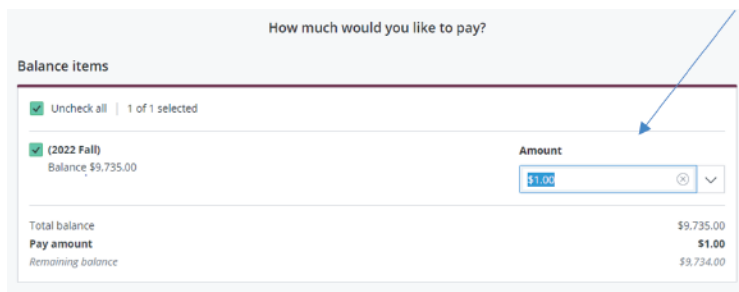 How much would you like to pay?
Balance items
Uncheck all | 1 of 1 selected
(2022 Fall)
Balance $9,735.00
Amount
$1.00
Total balance $9,735.00
Pay amount $1.00
Remaining balance $9,734.00